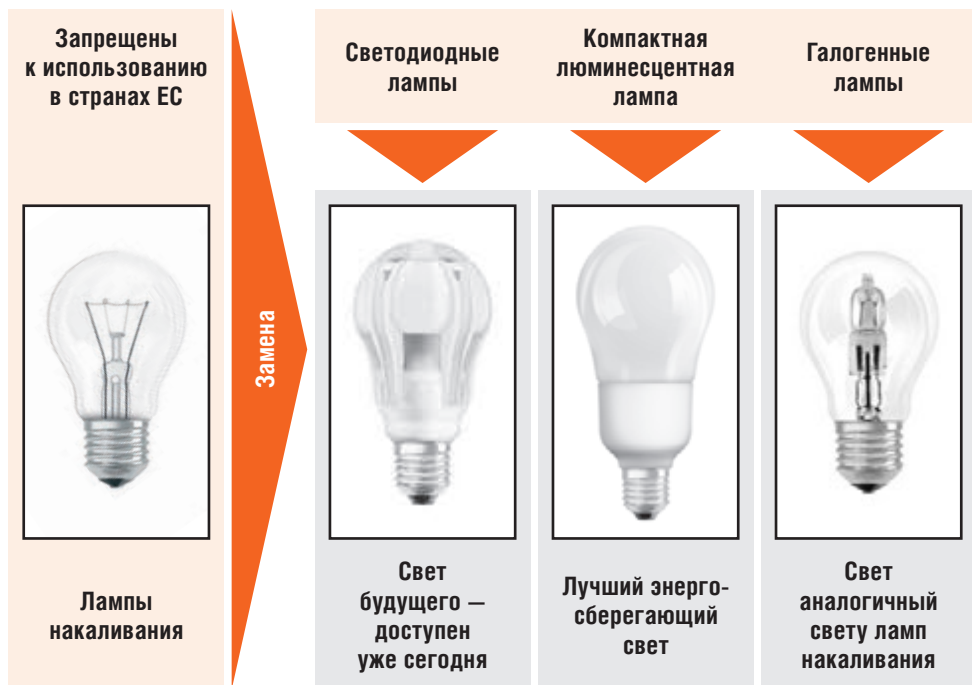 Запрещены
к использованию
в странах ЕС
Лампы
накаливания
Замена
Светодиодные
лампы
Свет
будущего —
доступен
уже сегодня
Компактная
люминесцентная
лампа
Лучший энерго-
сберегающий
свет
Галогенные
лампы
Свет
аналогичный
свету ламп
накаливания